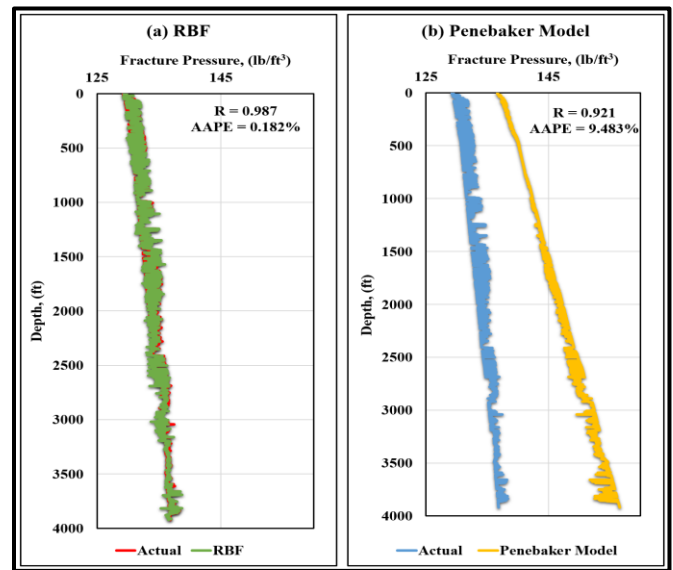 (a) RBF
Fracture Pressure, (lb/ft³)
125 145
R = 0.987
AAPE = 0.182%
Depth, (ft)
0
500
1000
1500
2000
2500
3000
3500
4000
Actual RBF
(b) Penebaker Model
Fracture Pressure, (lb/ft³)
125 145
R = 0.921
AAPE = 9.483%
Depth, (ft)
0
500
1000
1500
2000
2500
3000
3500
4000
Actual Penebaker Model